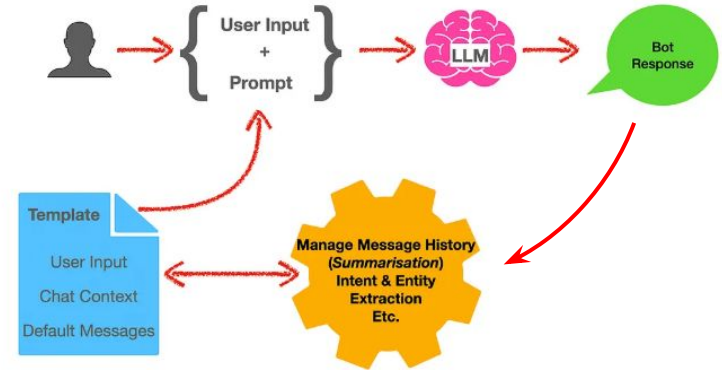 User Input
+
Prompt
LLM
Bot
Response
Template
User Input
Chat Context
Default Messages
Manage Message History
(Summarisation)
Intent & Entity
Extraction
Etc.